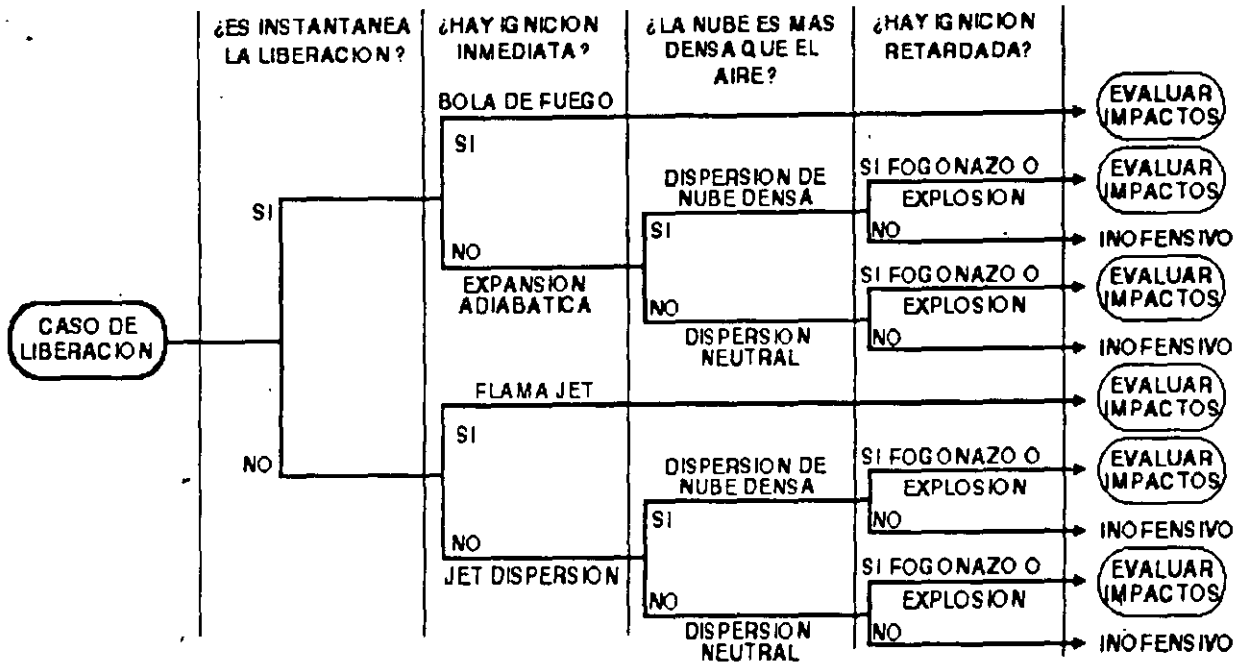 ¿ES INSTANTANEA
LA LIBERACION?
¿HAY IGNICION
INMEDIATA?
¿LA NUBE ES MAS
DENSA QUE EL
AIRE?
¿HAY IGNICION
RETARDADA?
BOLA DE FUEGO
EVALUAR
IMPACTOS
SI
DISPERSION DE
NUBE DENSA
SI FOGONAZO O
EXPLOSION
EVALUAR
IMPACTOS
SI
SI
NO
INOFENSIVO
NO
EXPANSION
ADIABATICA
SI FOGONAZO O
EXPLOSION
EVALUAR
IMPACTOS
NO
DISPERSION
NEUTRAL
NO
INOFENSIVO
CASO DE
LIBERACION
FLAMA JET
EVALUAR
IMPACTOS
SI
NO
DISPERSION DE
NUBE DENSA
SI FOGONAZO O
EXPLOSION
EVALUAR
IMPACTOS
SI
NO
INOFENSIVO
NO
JET DISPERSION
SI FOGONAZO O
EXPLOSION
EVALUAR
IMPACTOS
NO
DISPERSION
NEUTRAL
NO
INOFENSIVO